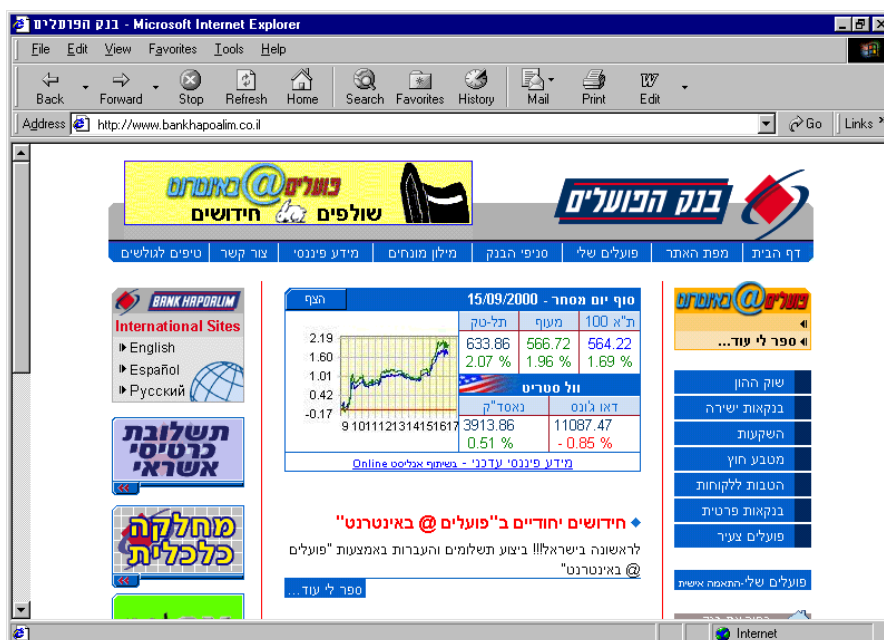 בנק הפועלים - Microsoft Internet Explorer
File Edit View Favorites Tools Help
Back Forward Stop Refresh Home Search Favorites History Mail Print Edit
Address http://www.bankhapoalim.co.il Go Links
פועלים@באינטרנט
שולפים חידושים
בנק הפועלים
דף הבית מפת האתר פועלים שלי סניפי הבנק מילון מונחים מידע פיננסי צור קשר טיפים לגולשים
פועלים@באינטרנט
ספר לי עוד...
שוק ההון
בנקאות ישירה
השקעות
מטבע חוץ
הטבות ללקוחות
בנקאות פרטית
פועלים צעיר
פועלים שלי-התאמה אישית
סוף יום מסחר - 15/09/2000 הצף
ת"א 100 מעוף תל-טק
564.22 566.72 633.86
1.69 % 1.96 % 2.07 %
וול סטריט
דאו ג'ונס נאסד"ק
11087.47 3913.86
- 0.85 % 0.51 %
2.19
1.60
1.01
0.42
-0.17
9 1011121314151617
מידע פיננסי עדכני - בשיתוף אנליסט Online
חידושים יחודיים ב"פועלים @ באינטרנט"
לראשונה בישראל!!! ביצוע תשלומים והעברות באמצעות "פועלים
@ באינטרנט"
ספר לי עוד...
BANK HAPOALIM
International Sites
English
Español
Русский
תשלובת
כרטיסי
אשראי
מחלקה
כלכלית
Internet